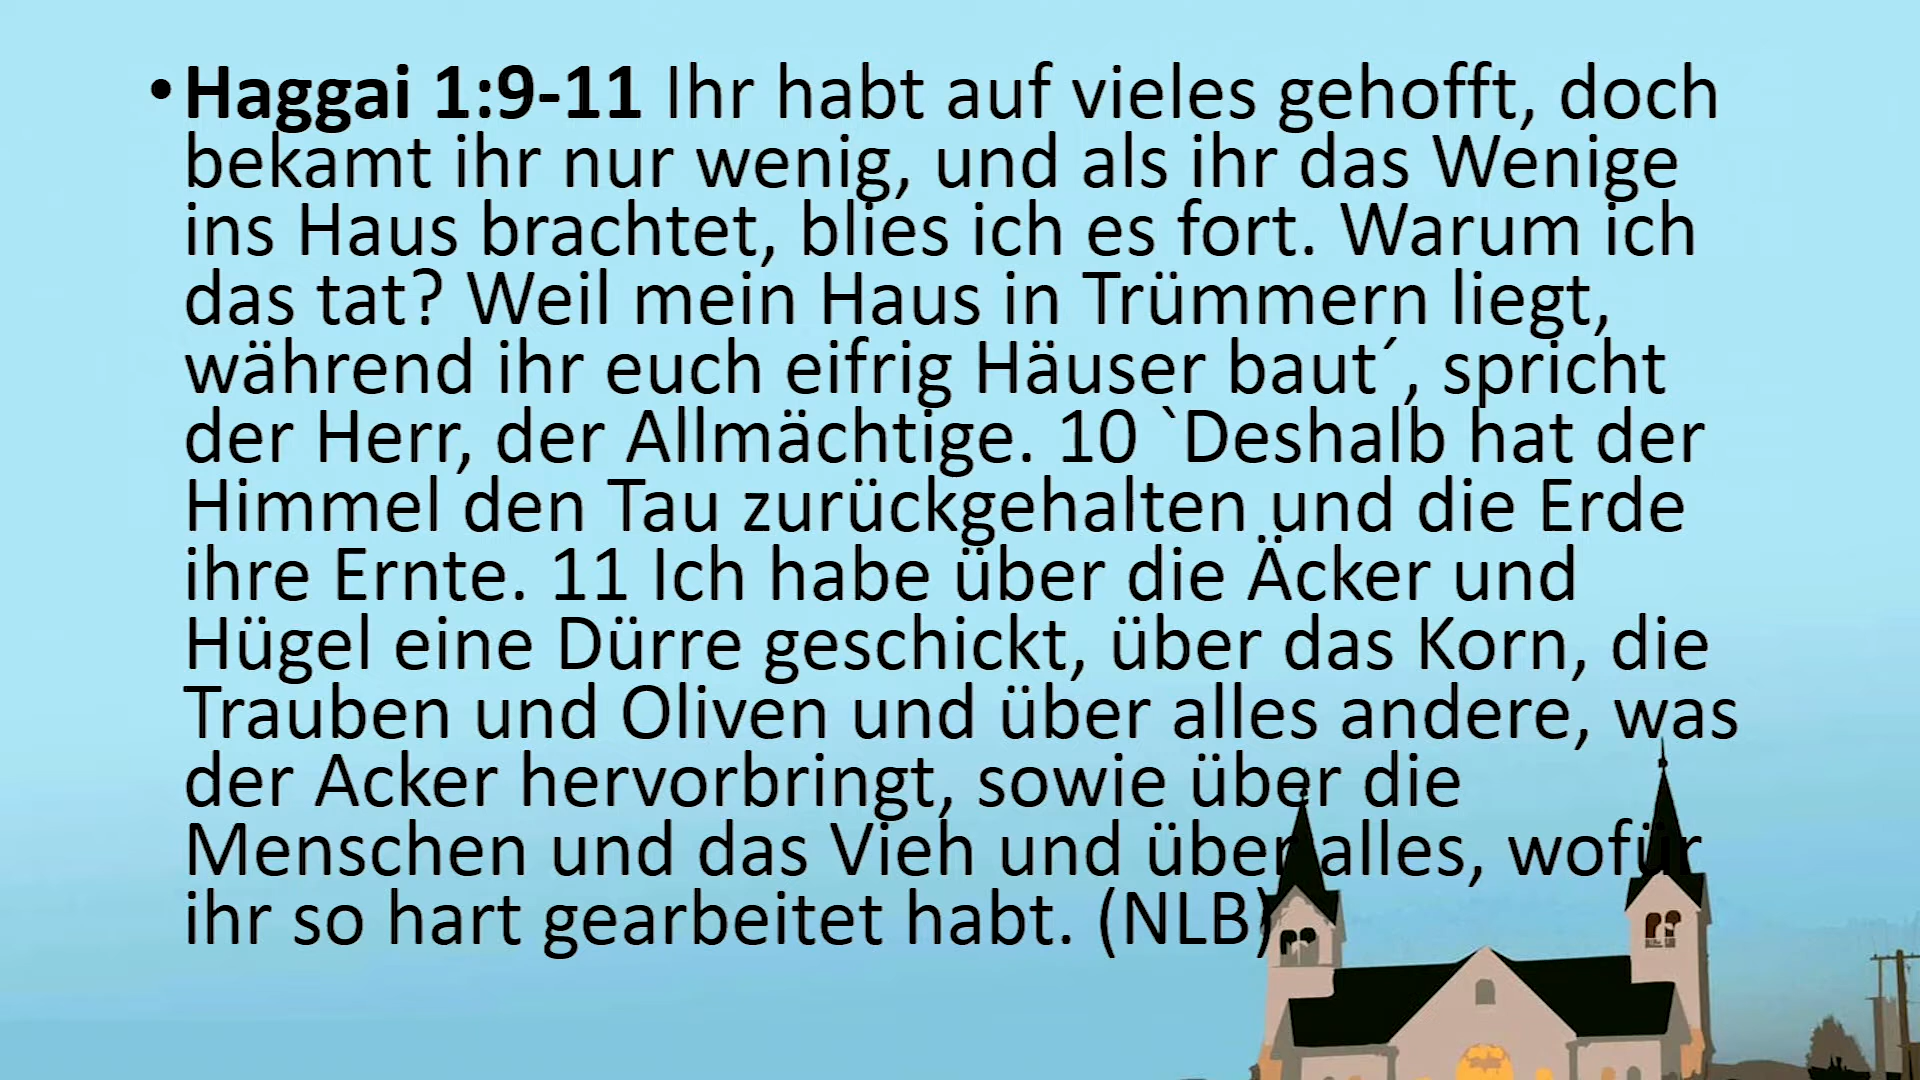 • Haggai 1:9-11 Ihr habt auf vieles gehofft, doch
bekamt ihr nur wenig, und als ihr das Wenige
ins Haus brachtet, blies ich es fort. Warum ich
das tat? Weil mein Haus in Trümmern liegt,
während ihr euch eifrig Häuser baut´, spricht
der Herr, der Allmächtige. 10 `Deshalb hat der
Himmel den Tau zurückgehalten und die Erde
ihre Ernte. 11 Ich habe über die Äcker und
Hügel eine Dürre geschickt, über das Korn, die
Trauben und Oliven und über alles andere, was
der Acker hervorbringt, sowie über die
Menschen und das Vieh und über alles, wofür
ihr so hart gearbeitet habt. (NLB)